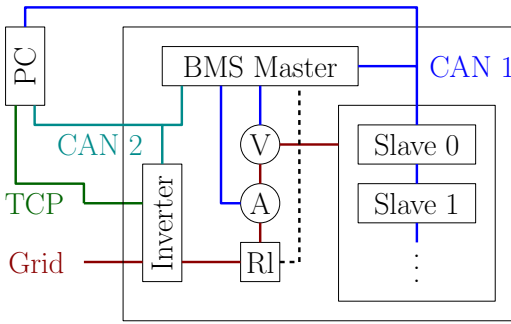 PC
BMS Master
CAN 1
CAN 2
V
Slave 0
Inverter
A
Slave 1
TCP
Grid
Rl